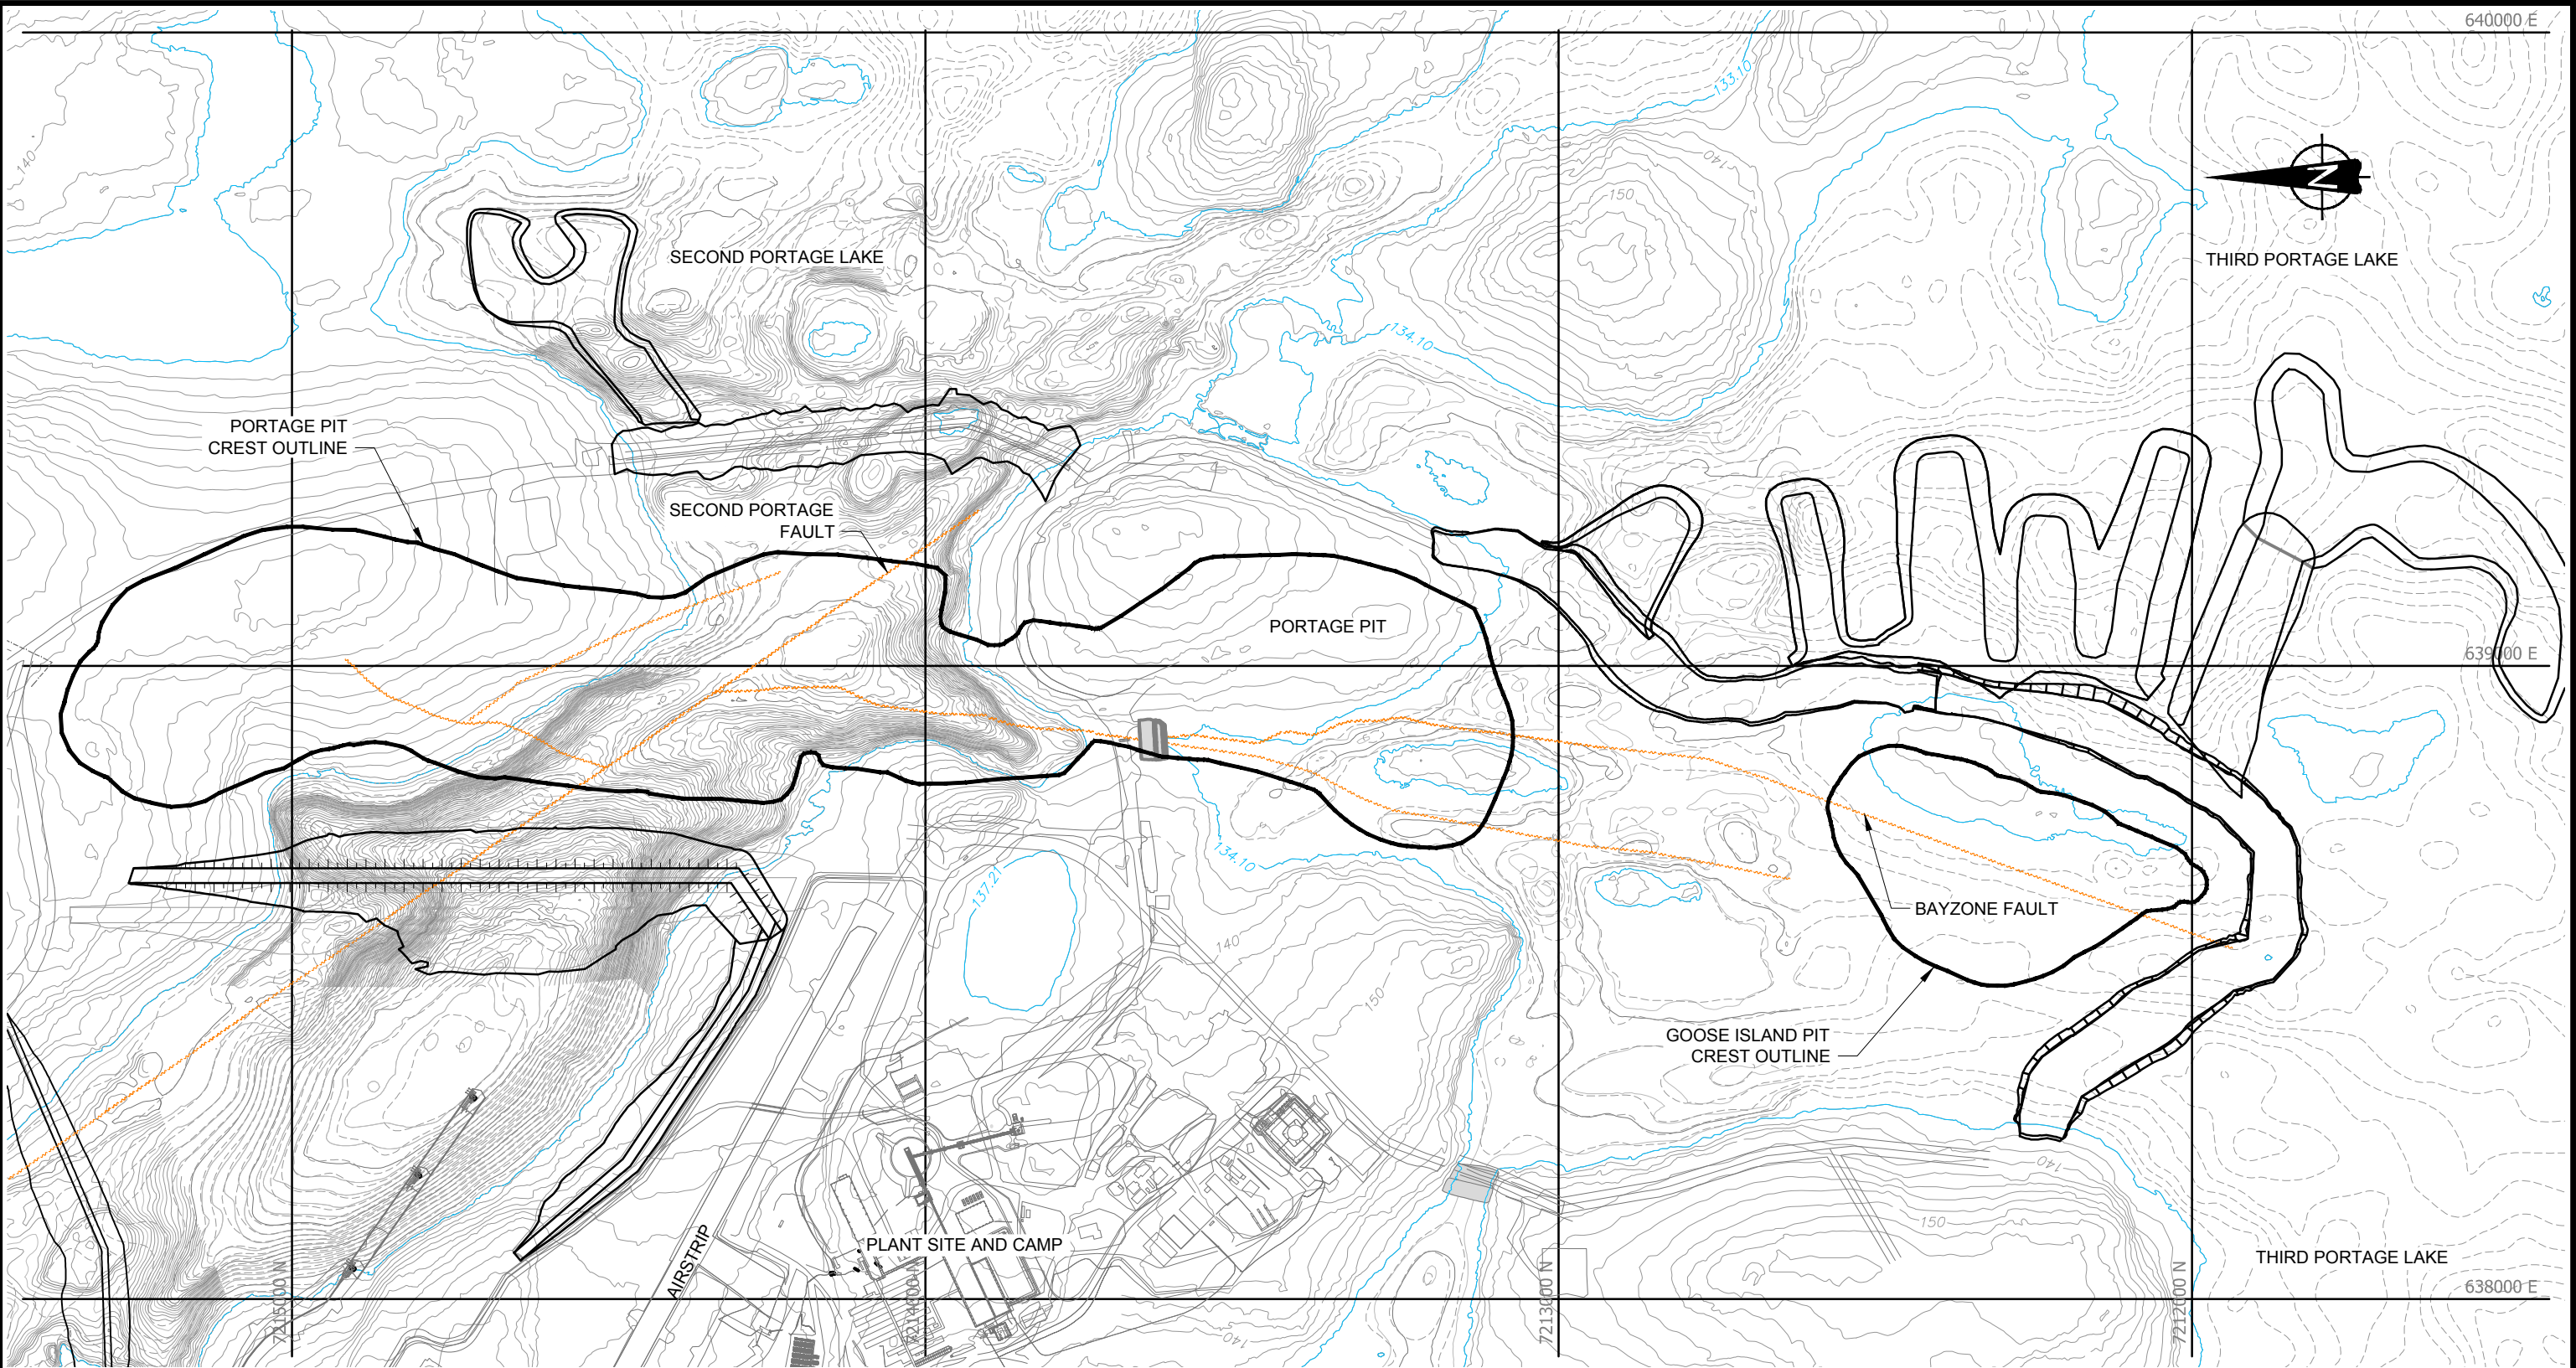 640000 E
133.10
140
140
150
N
SECOND PORTAGE LAKE
THIRD PORTAGE LAKE
134.10
PORTAGE PIT
CREST OUTLINE
SECOND PORTAGE
FAULT
PORTAGE PIT
639000 E
134.10
137.21
BAYZONE FAULT
140
150
GOOSE ISLAND PIT
CREST OUTLINE
140
150
AIRSTRIP
PLANT SITE AND CAMP
THIRD PORTAGE LAKE
638000 E
7215000 N
7214000 N
7213000 N
7212000 N
140